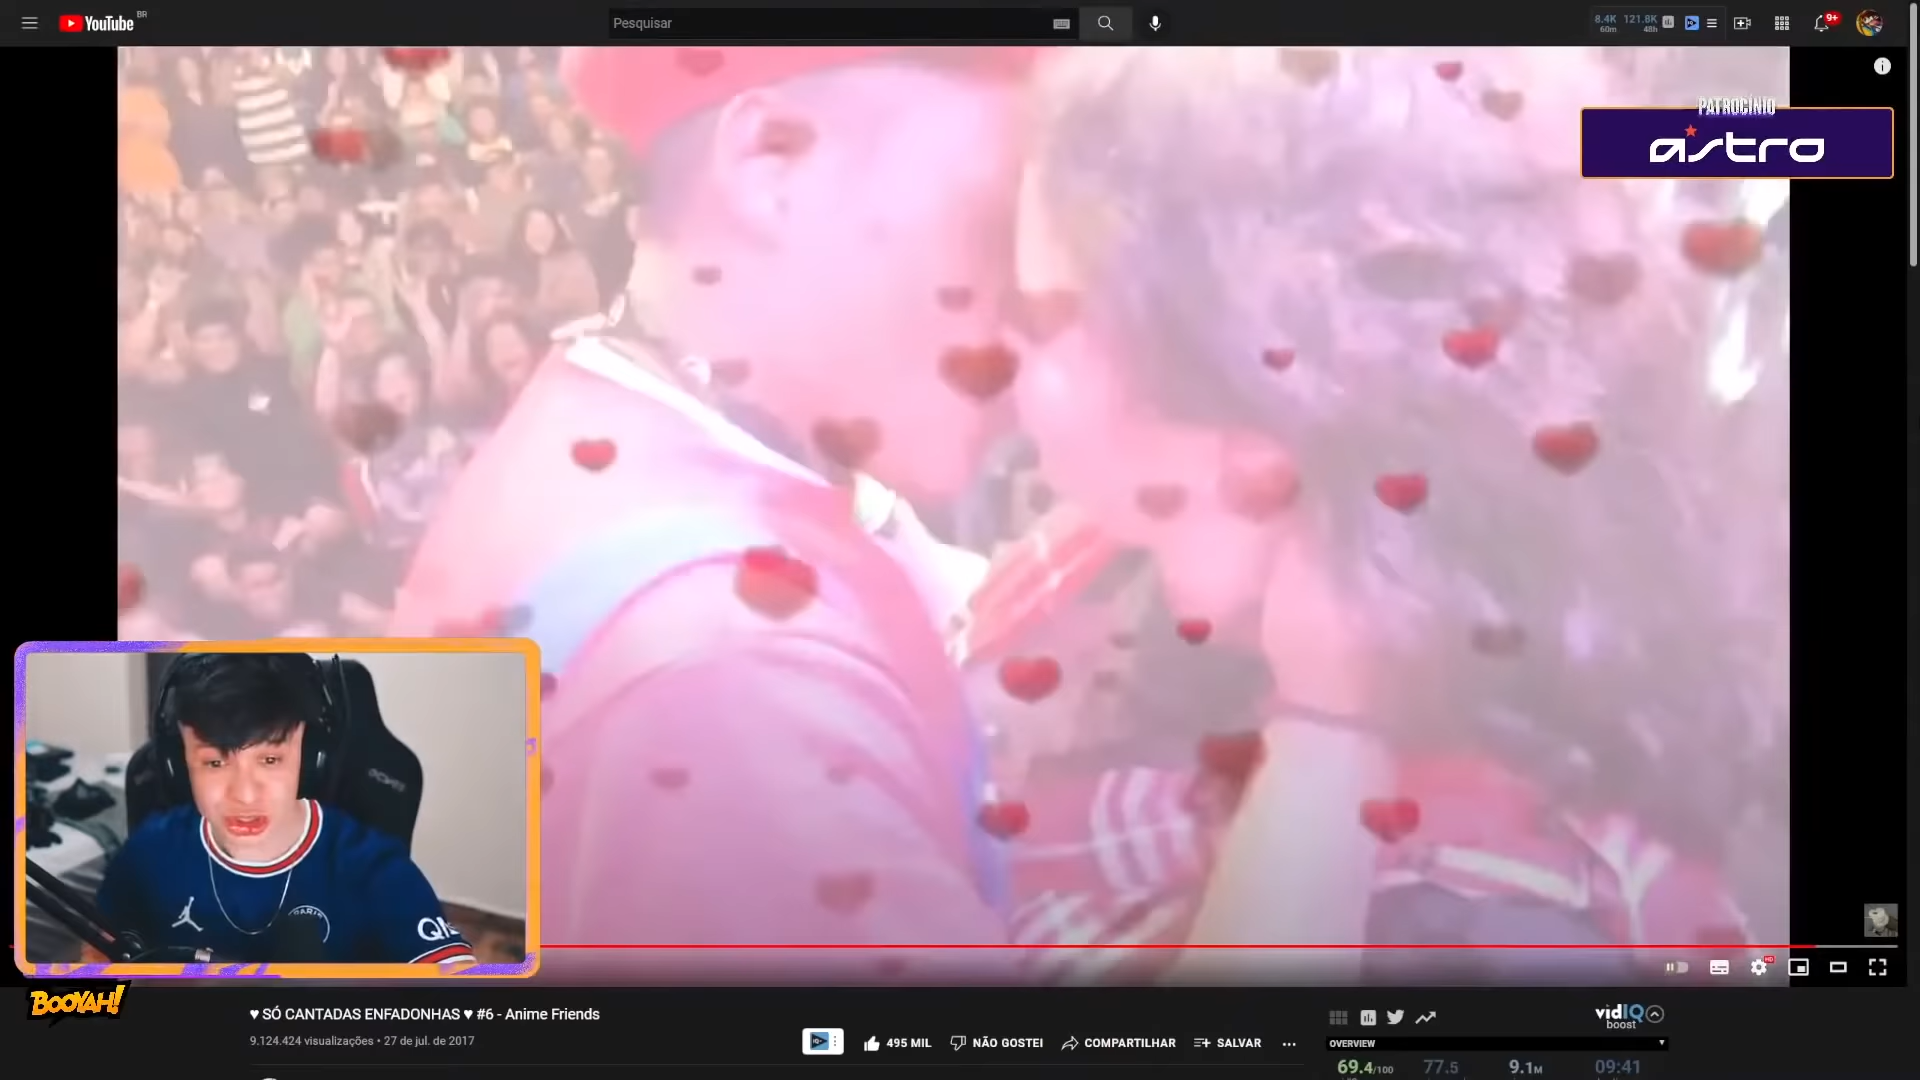 YouTube BR
Pesquisar
8.4K 121.8K
60m 48h
9+
PATROCÍNIO
astro
HD
BOOYAH!
♥ SÓ CANTADAS ENFADONHAS ♥ #6 - Anime Friends
9.124.424 visualizações • 27 de jul. de 2017
495 MIL
NÃO GOSTEI
COMPARTILHAR
SALVAR
vidIQ
boost
OVERVIEW
69.4/100 77.5 9.1M 09:41
PARIS